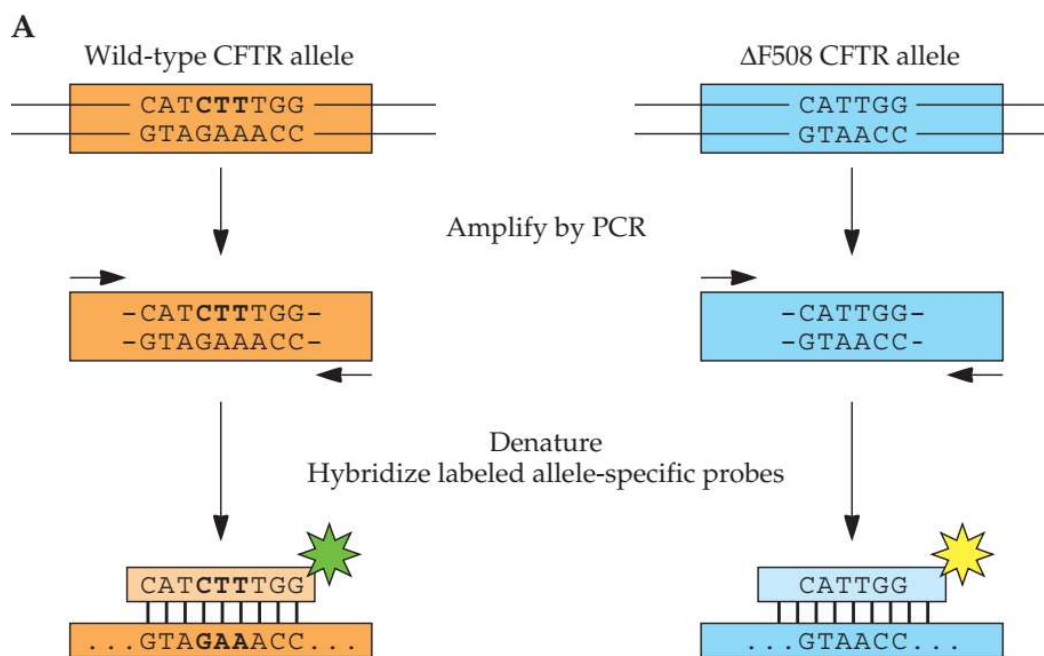 A
Wild-type CFTR allele
ΔF508 CFTR allele
CATCTTTGG
GTAGAAACC
CATTGG
GTAACC
Amplify by PCR
-CATCTTTGG-
-GTAGAAACC-
-CATTGG-
-GTAACC-
Denature
Hybridize labeled allele-specific probes
CATCTTTGG
...GTAGAAACC...
CATTGG
...GTAACC...